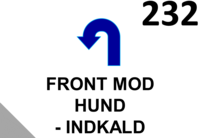 232
FRONT MOD
HUND
- INDKALD